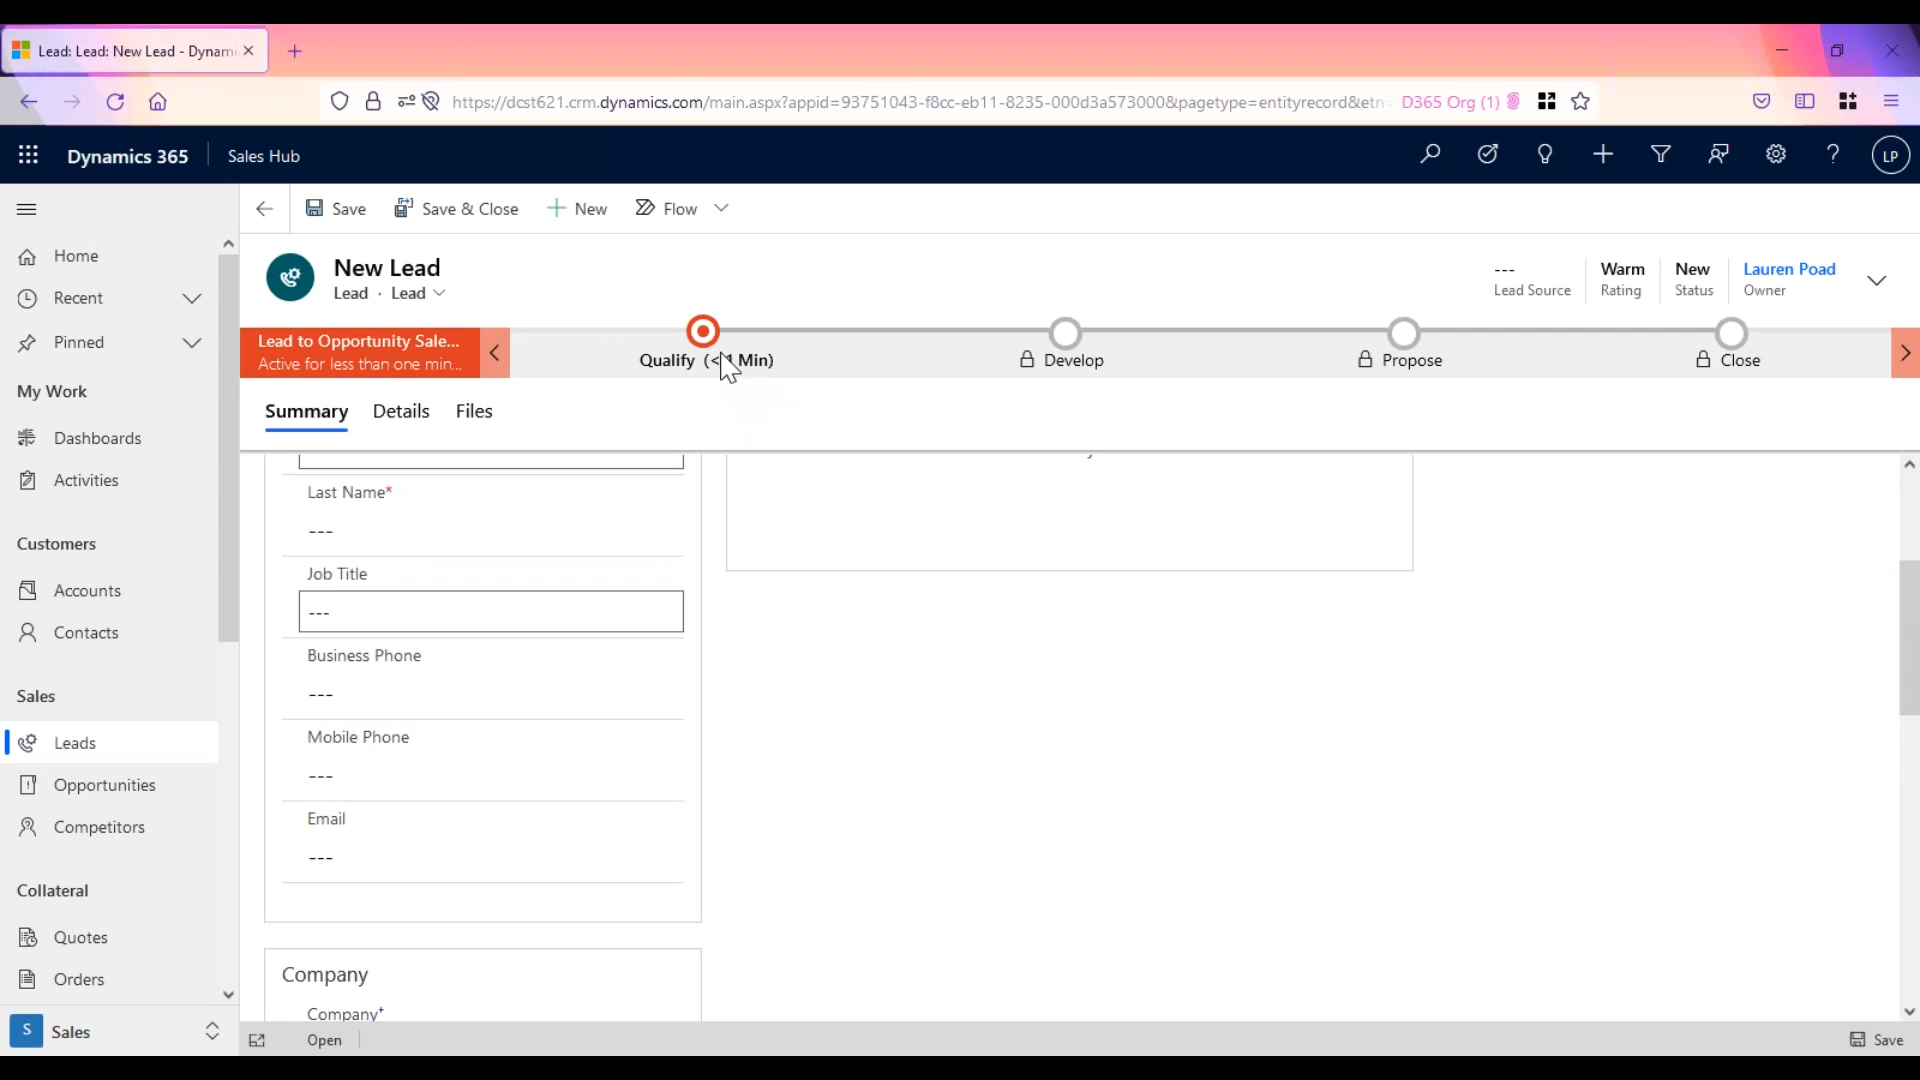 Lead: Lead: New Lead - Dynami
https://dcst621.crm.dynamics.com/main.aspx?appid=93751043-f8cc-eb11-8235-000d3a573000&pagetype=entityrecord&etn=
D365 Org (1)
Dynamics 365
Sales Hub
LP
Save
Save & Close
New
Flow
Home
Recent
Pinned
My Work
Dashboards
Activities
Customers
Accounts
Contacts
Sales
Leads
Opportunities
Competitors
Collateral
Quotes
Orders
S Sales
New Lead
Lead · Lead
---
Lead Source
Warm
Rating
New
Status
Lauren Poad
Owner
Lead to Opportunity Sale...
Active for less than one min...
Qualify (< Min)
Develop
Propose
Close
Summary
Details
Files
Last Name*
---
Job Title
---
Business Phone
---
Mobile Phone
---
Email
---
Company
Company+
Open
Save